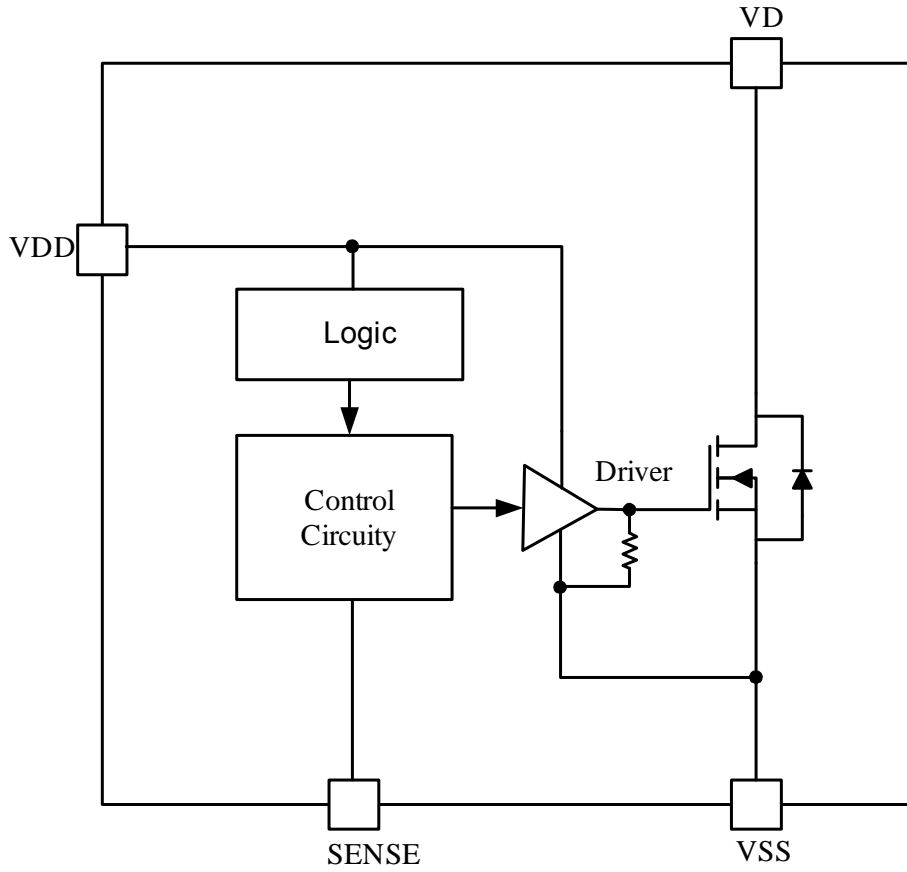 VD
VDD
Logic
Driver
Control
Circuity
SENSE
VSS